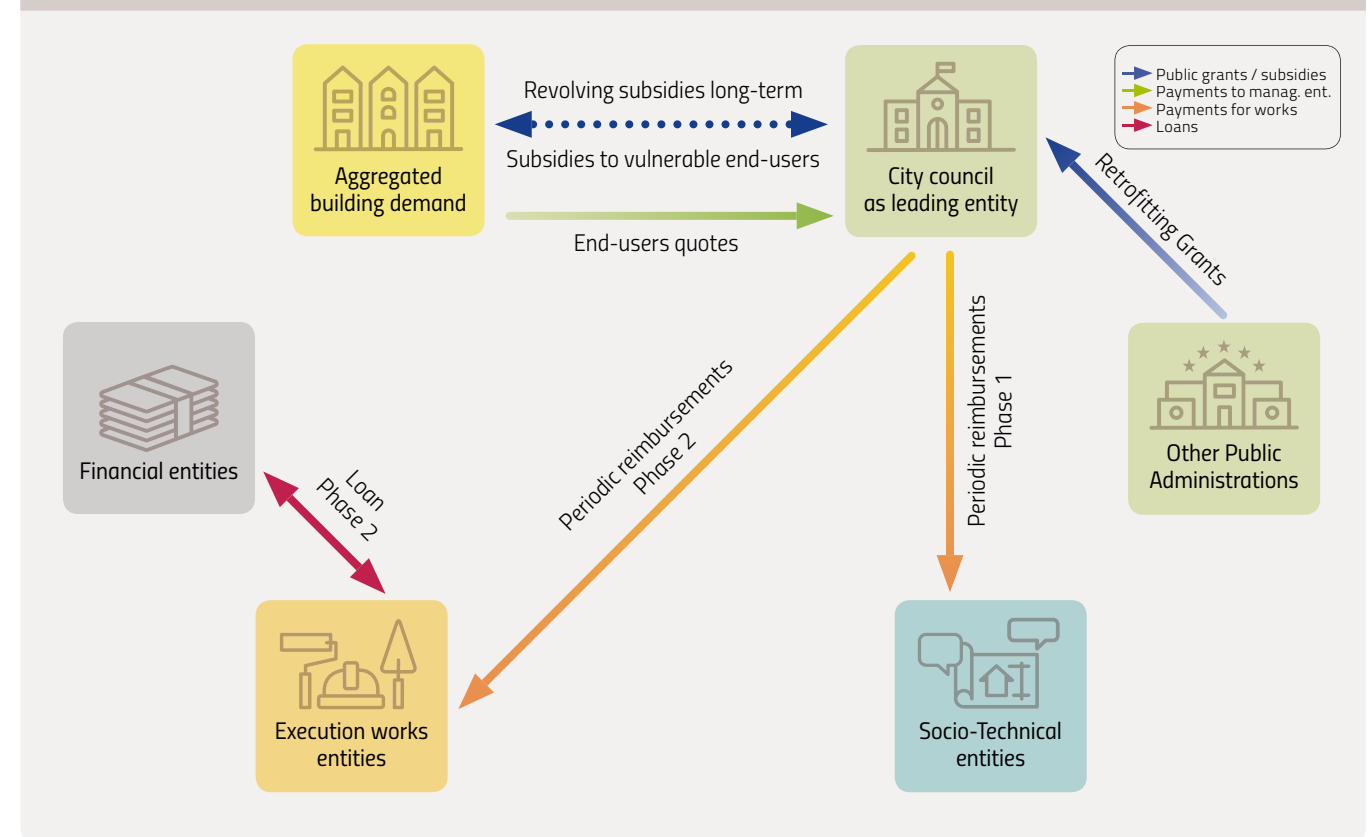 Revolving subsidies long-term
Subsidies to vulnerable end-users
End-users quotes
Aggregated
building demand
City council
as leading entity
Public grants / subsidies
Payments to manag. ent.
Payments for works
Loans
Retrofitting Grants
Financial entities
Loan
Phase 2
Periodic reimbursements
Phase 2
Periodic reimbursements
Phase 1
Other Public
Administrations
Execution works
entities
Socio-Technical
entities